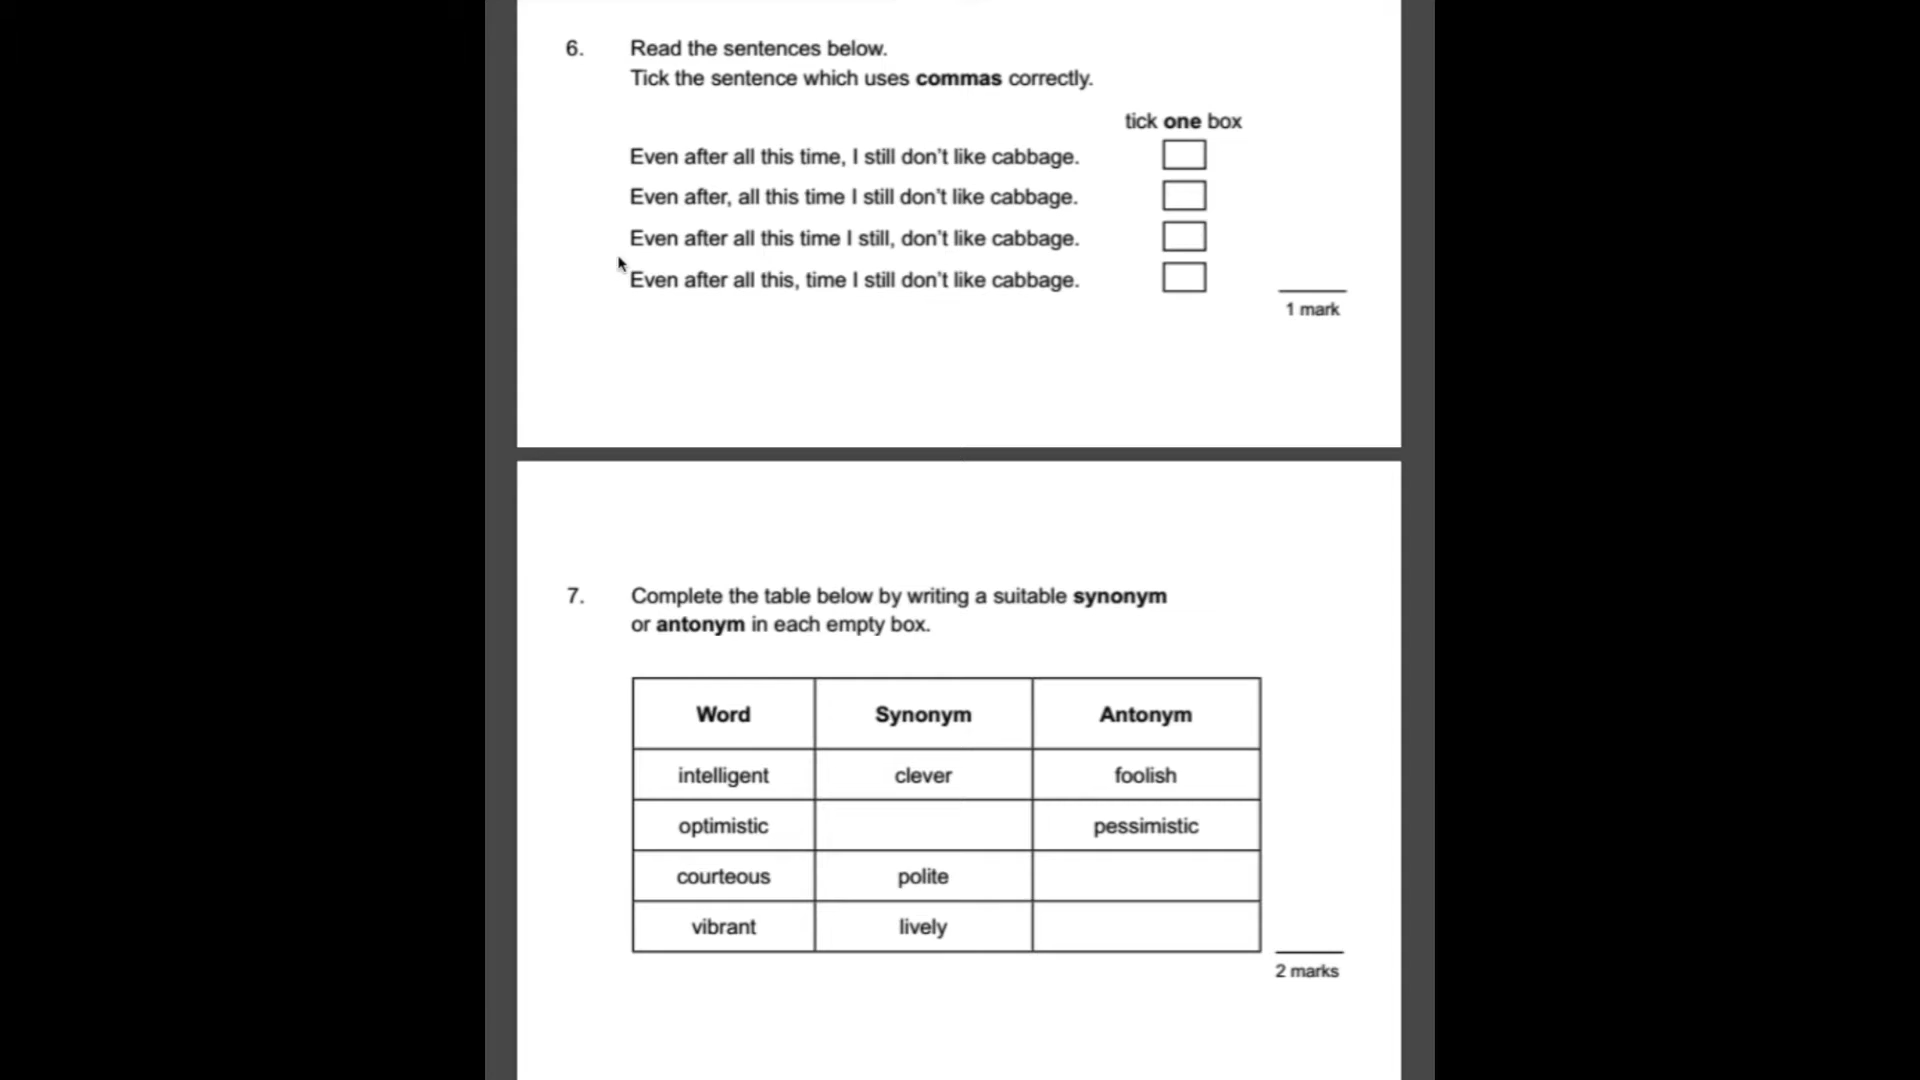 6. Read the sentences below.
Tick the sentence which uses commas correctly.
tick one box
Even after all this time, I still don't like cabbage.
Even after, all this time I still don't like cabbage.
Even after all this time I still, don't like cabbage.
Even after all this, time I still don't like cabbage.
1 mark
7. Complete the table below by writing a suitable synonym
or antonym in each empty box.
Word Synonym Antonym
intelligent clever foolish
optimistic pessimistic
courteous polite
vibrant lively
2 marks